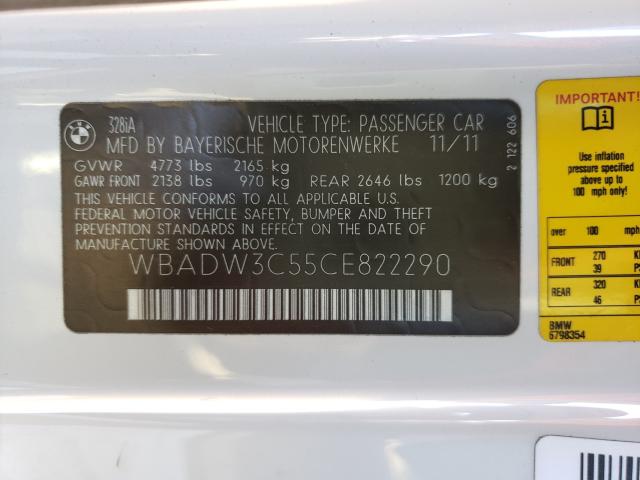 BMW
328iA
VEHICLE TYPE: PASSENGER CAR
MFD BY BAYERISCHE MOTORENWERKE 11/11
GVWR 4773 lbs 2165 kg
GAWR FRONT 2138 lbs 970 kg REAR 2646 lbs 1200 kg
THIS VEHICLE CONFORMS TO ALL APPLICABLE U.S.
FEDERAL MOTOR VEHICLE SAFETY, BUMPER AND THEFT
PREVENTION STANDARDS IN EFFECT ON THE DATE OF
MANUFACTURE SHOWN ABOVE.
WBADW3C55CE822290
2 122 606
IMPORTANT!
i
Use inflation
pressure specified
above for up to
100 mph only!
over 100 mph
FRONT 270
39
REAR 320
46
BMW
6798354